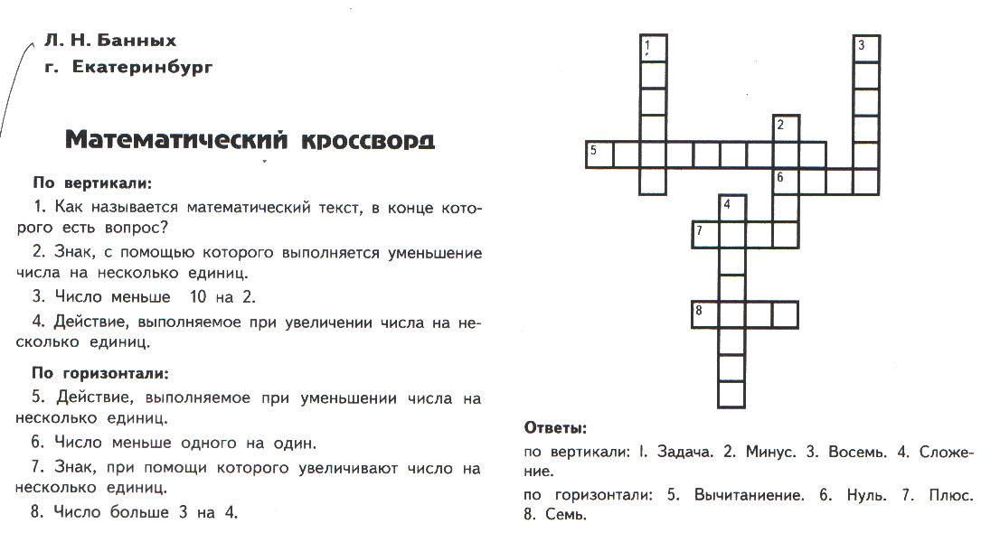 Л. Н. Банных
г. Екатеринбург
Математический кроссворд
По вертикали:
1. Как называется математический текст, в конце кото-
рого есть вопрос?
2. Знак, с помощью которого выполняется уменьшение
числа на несколько единиц.
3. Число меньше 10 на 2.
4. Действие, выполняемое при увеличении числа на не-
сколько единиц.
По горизонтали:
5. Действие, выполняемое при уменьшении числа на
несколько единиц.
6. Число меньше одного на один.
7. Знак, при помощи которого увеличивают число на
несколько единиц.
8. Число больше 3 на 4.
1
3
2
5
6
4
7
8
Ответы:
по вертикали: I. Задача. 2. Минус. 3. Восемь. 4. Сложе-
ние.
по горизонтали: 5. Вычитаниение. 6. Нуль. 7. Плюс.
8. Семь.